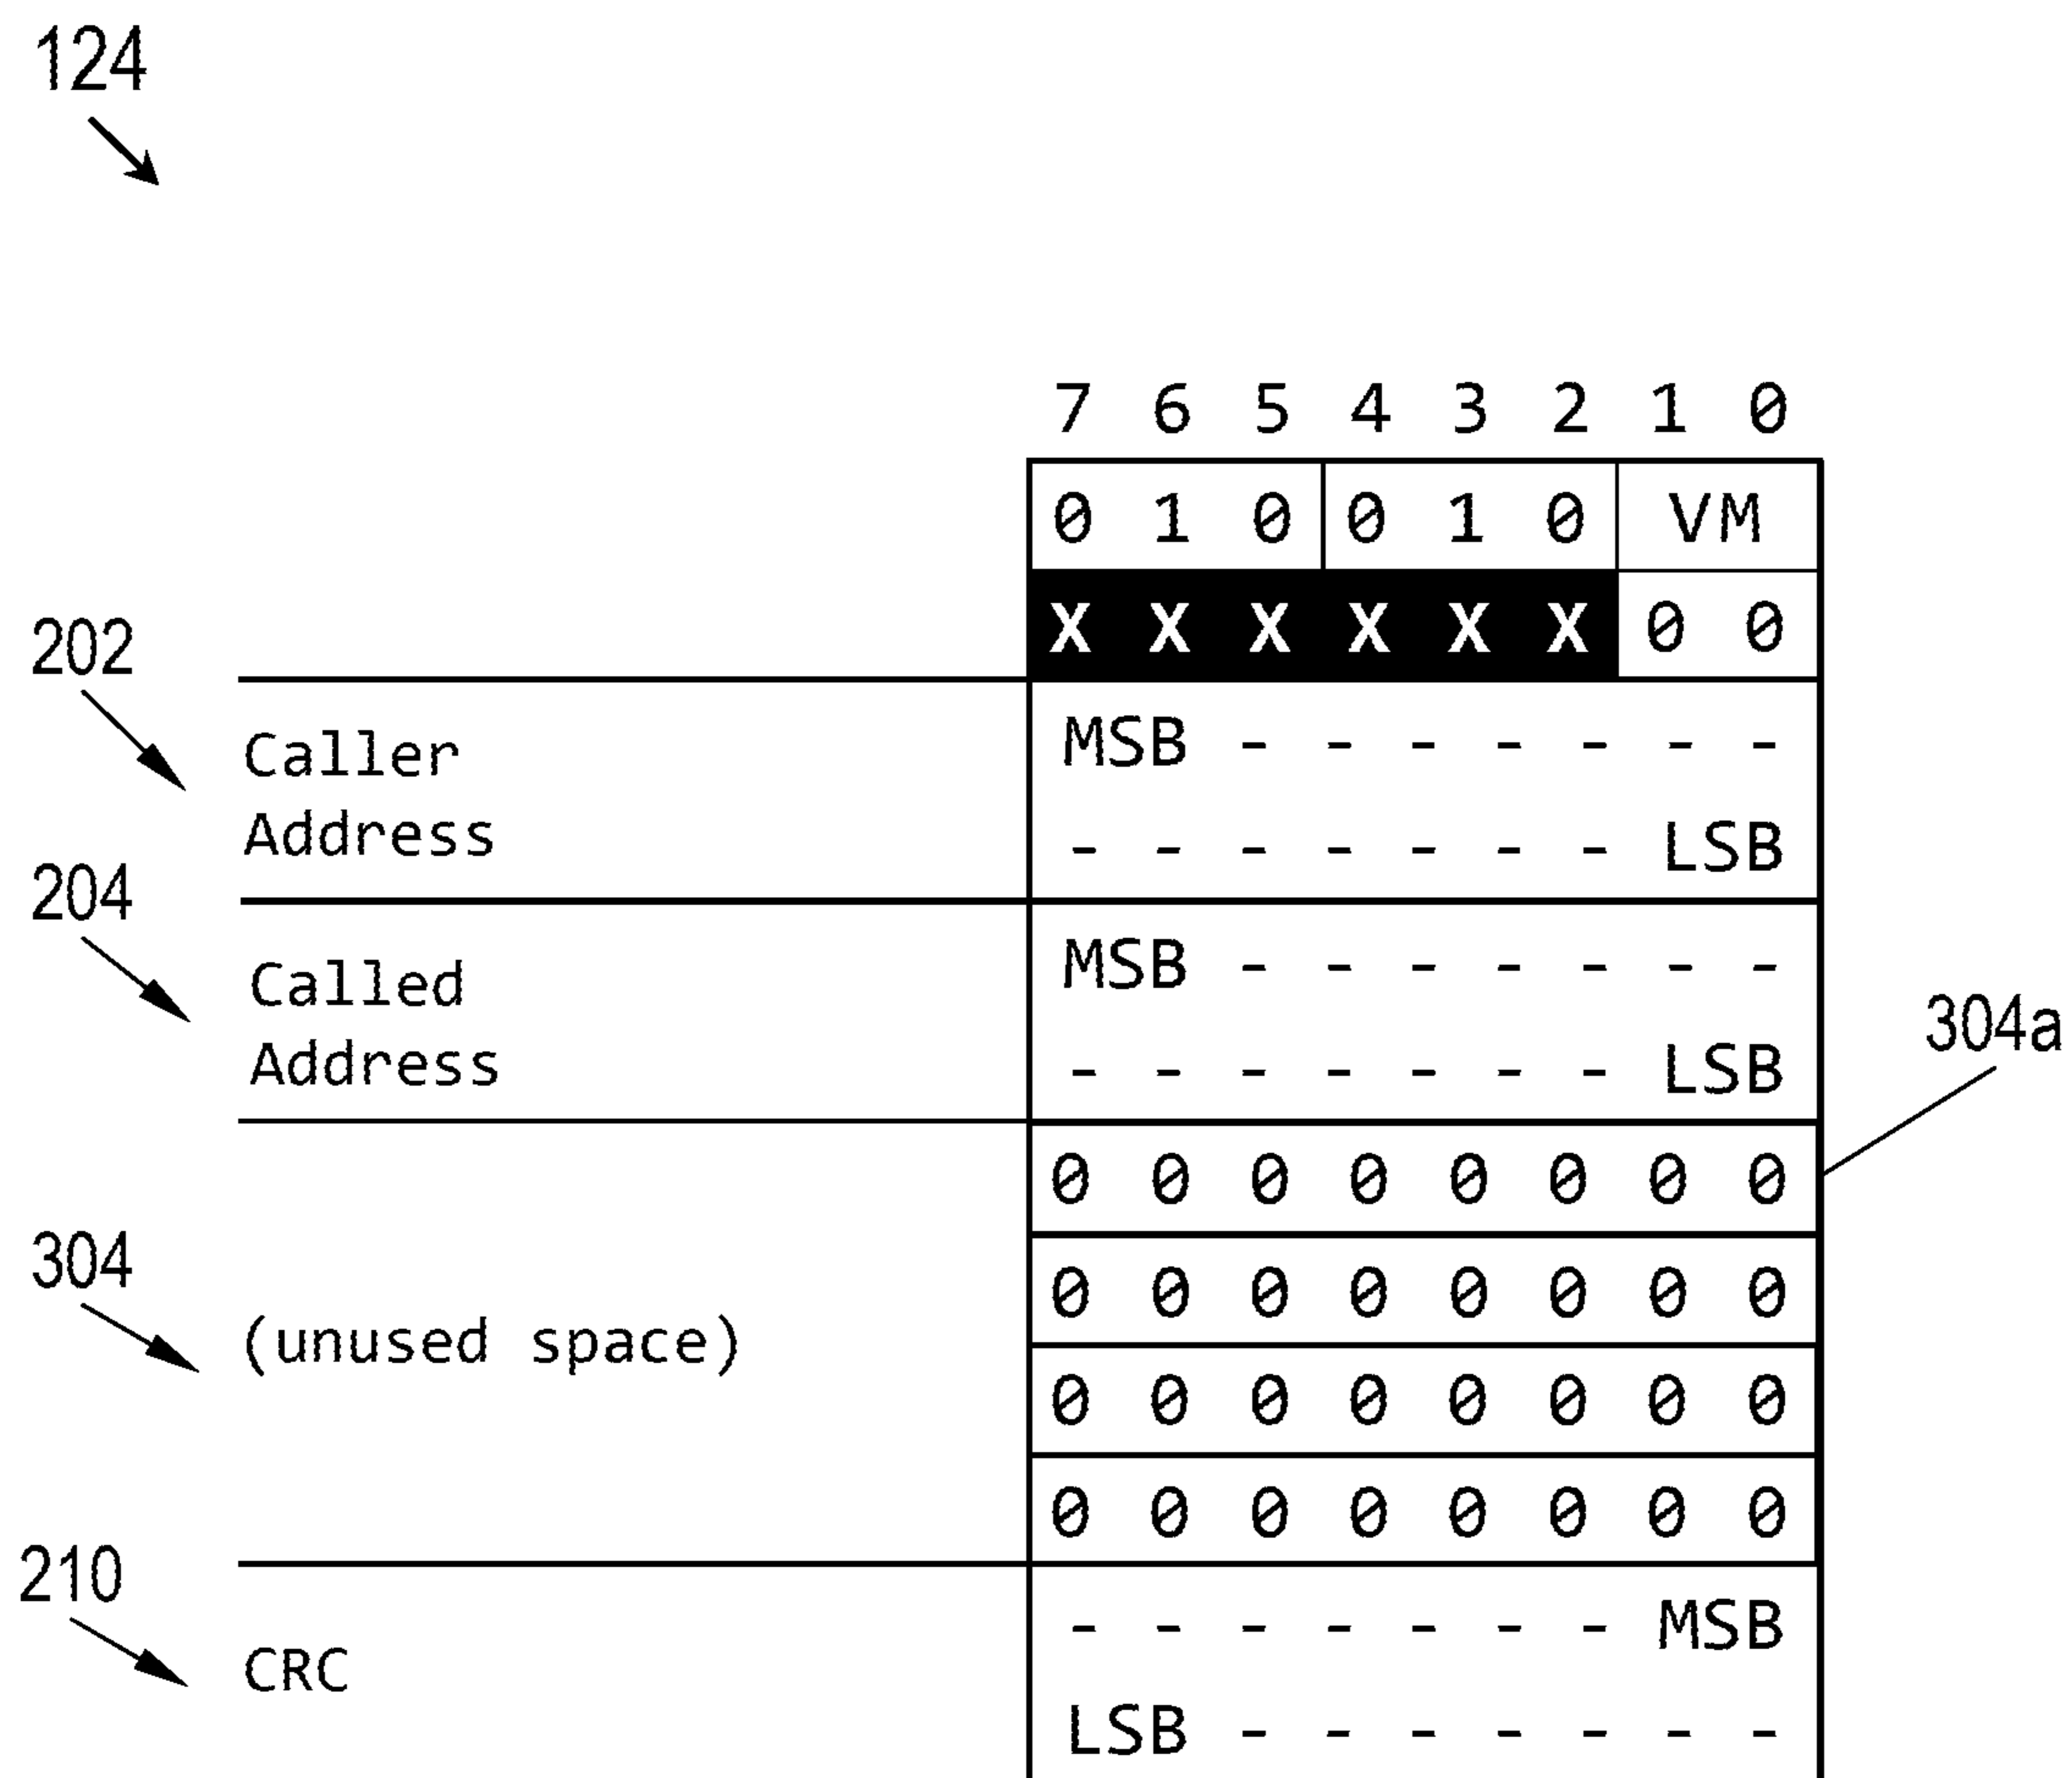 124
7 6 5 4 3 2 1 0
0 1 0 0 1 0 VM
X X X X X X 0 0
202
Caller MSB - - - - - - -
Address - - - - - - - LSB
204
Called MSB - - - - - - -
Address - - - - - - - LSB
304a
0 0 0 0 0 0 0 0
304
0 0 0 0 0 0 0 0
(unused space)
0 0 0 0 0 0 0 0
0 0 0 0 0 0 0 0
210
- - - - - - - MSB
CRC
LSB - - - - - - -